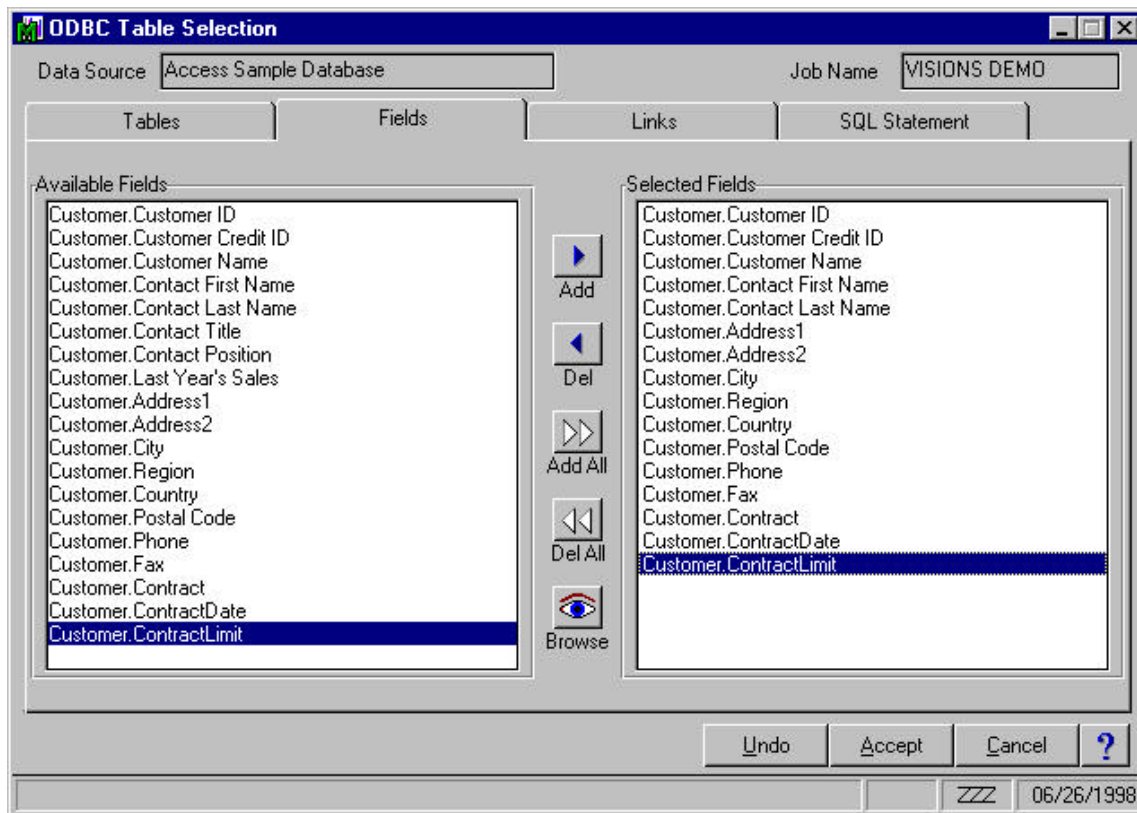 ODBC Table Selection
Data Source Access Sample Database Job Name VISIONS DEMO
Tables Fields Links SQL Statement
Available Fields
Customer.Customer ID
Customer.Customer Credit ID
Customer.Customer Name
Customer.Contact First Name
Customer.Contact Last Name
Customer.Contact Title
Customer.Contact Position
Customer.Last Year's Sales
Customer.Address1
Customer.Address2
Customer.City
Customer.Region
Customer.Country
Customer.Postal Code
Customer.Phone
Customer.Fax
Customer.Contract
Customer.ContractDate
Customer.ContractLimit
Add
Del
Add All
Del All
Browse
Selected Fields
Customer.Customer ID
Customer.Customer Credit ID
Customer.Customer Name
Customer.Contact First Name
Customer.Contact Last Name
Customer.Address1
Customer.Address2
Customer.City
Customer.Region
Customer.Country
Customer.Postal Code
Customer.Phone
Customer.Fax
Customer.Contract
Customer.ContractDate
Customer.ContractLimit
Undo Accept Cancel ?
ZZZ 06/26/1998